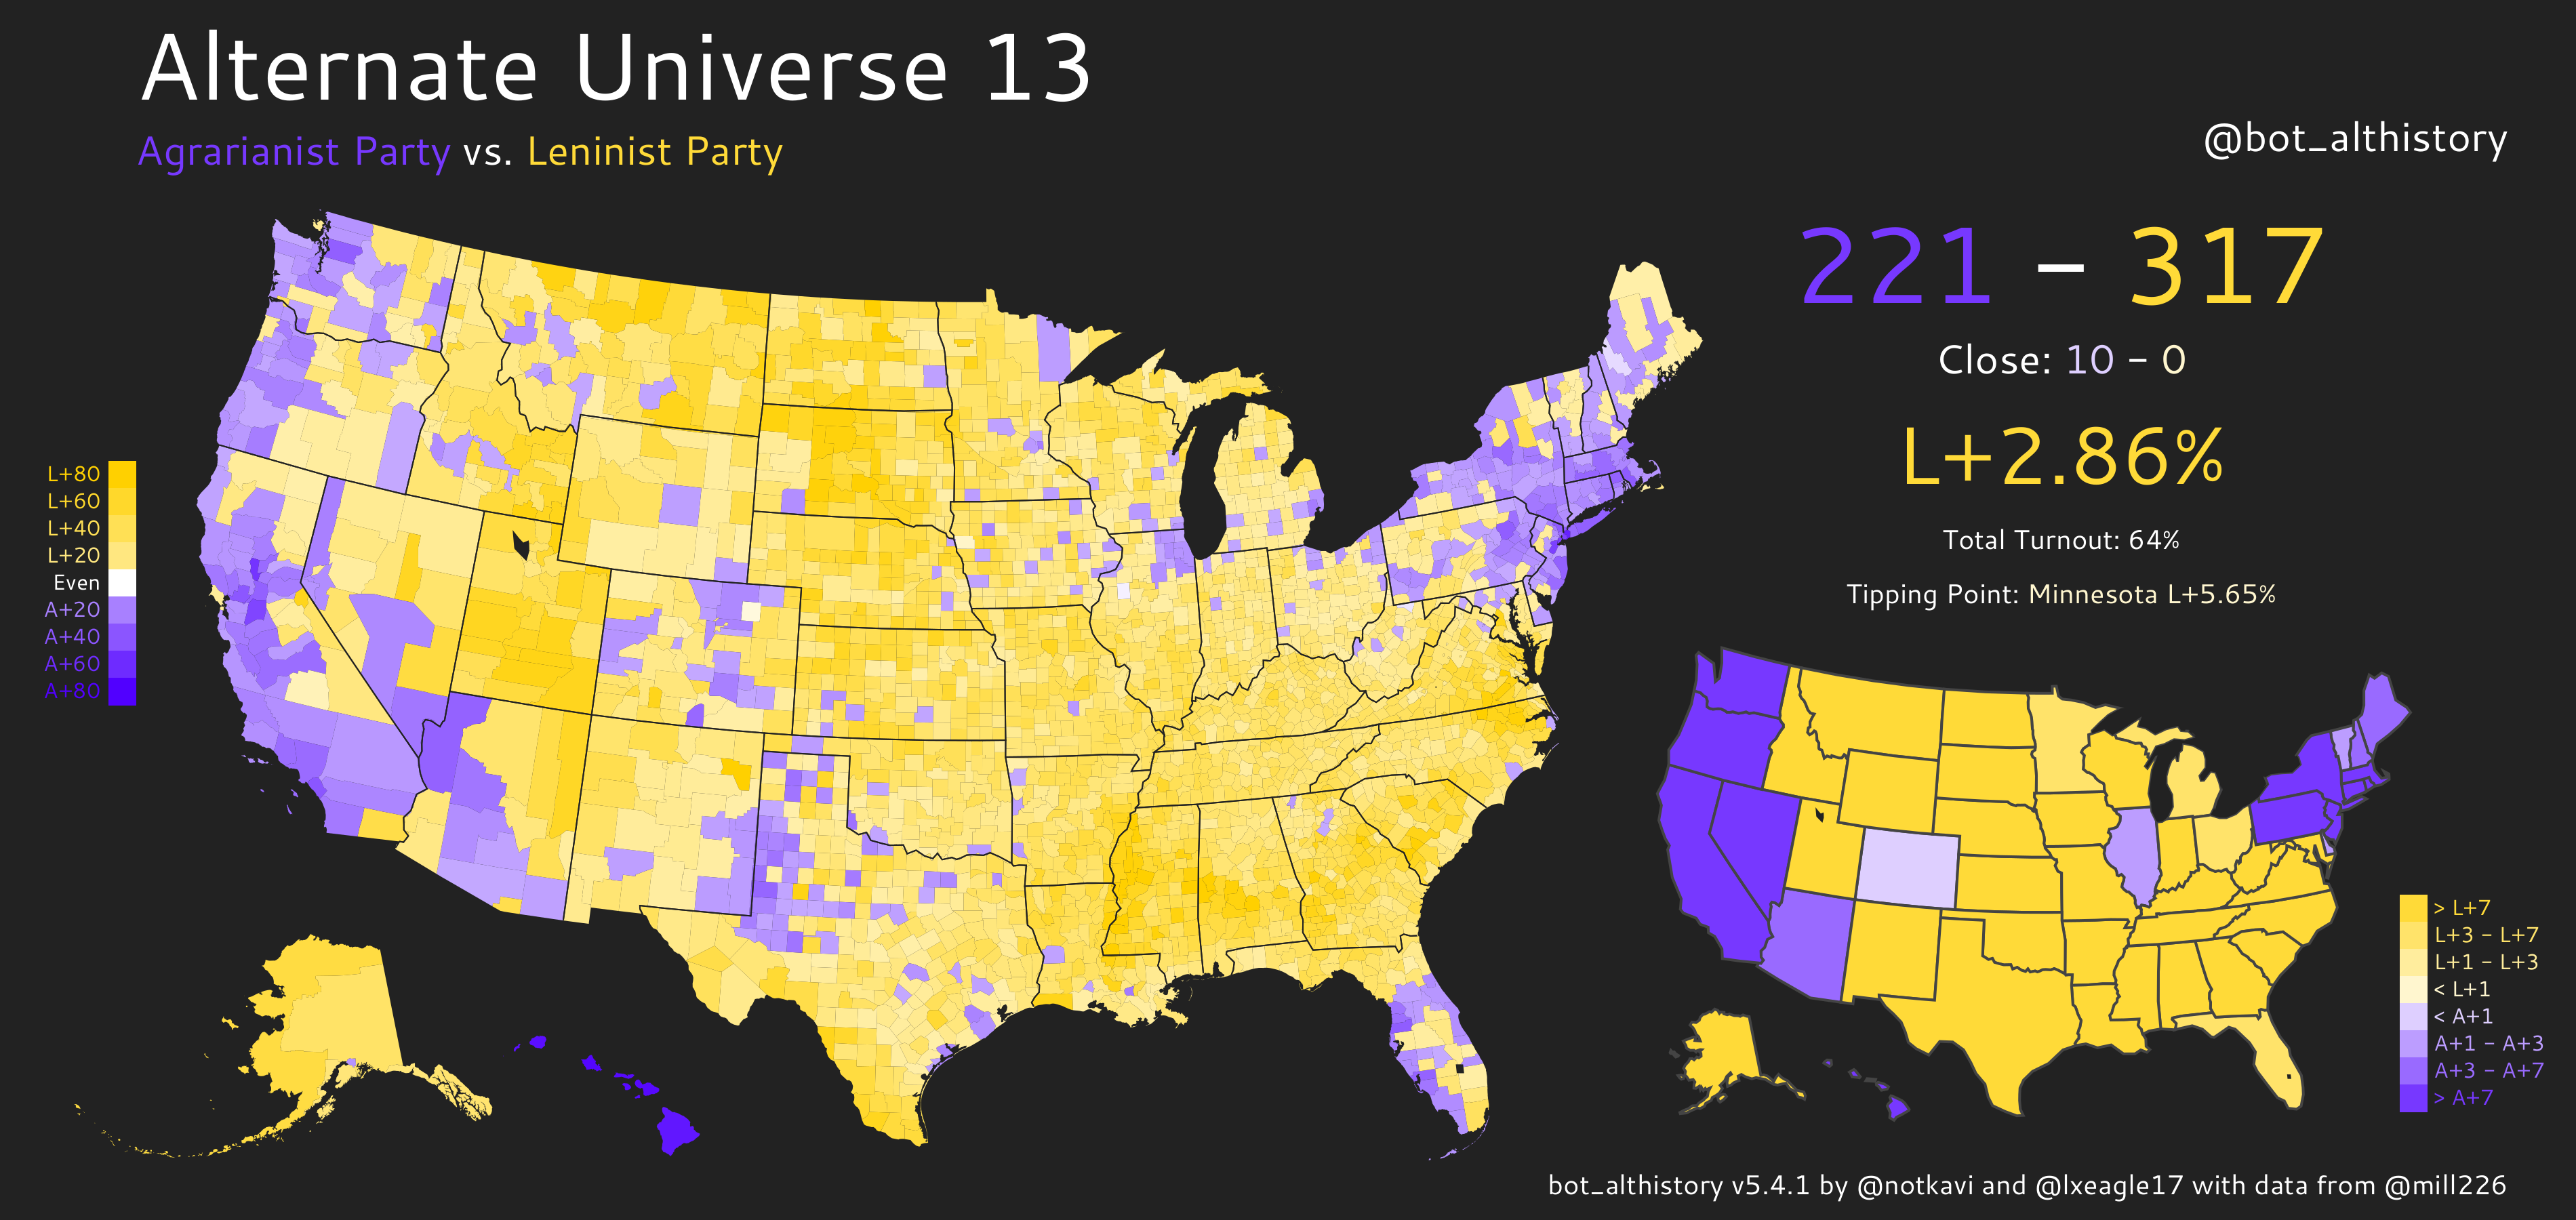 Alternate Universe 13
Agrarianist Party vs. Leninist Party
@bot_althistory
221 – 317
Close: 10 - 0
L+2.86%
Total Turnout: 64%
Tipping Point: Minnesota L+5.65%
L+80
L+60
L+40
L+20
Even
A+20
A+40
A+60
A+80
> L+7
L+3 - L+7
L+1 - L+3
< L+1
< A+1
A+1 - A+3
A+3 - A+7
> A+7
bot_althistory v5.4.1 by @notkavi and @lxeagle17 with data from @mill226